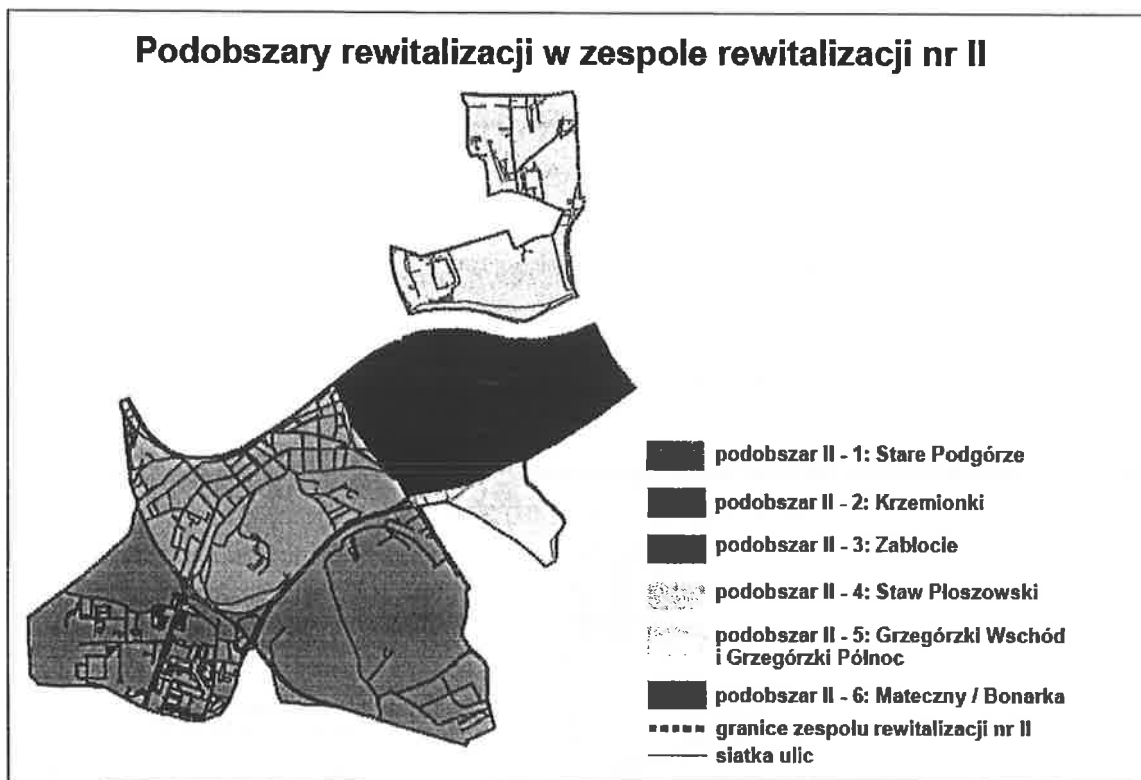 Podobszary rewitalizacji w zespole rewitalizacji nr II
podobszar II - 1: Stare Podgórze
podobszar II - 2: Krzemionki
podobszar II - 3: Zabłocie
podobszar II - 4: Staw Płoszowski
podobszar II - 5: Grzegórzki Wschód
i Grzegórzki Północ
podobszar II - 6: Mateczny / Bonarka
granice zespołu rewitalizacji nr II
siatka ulic